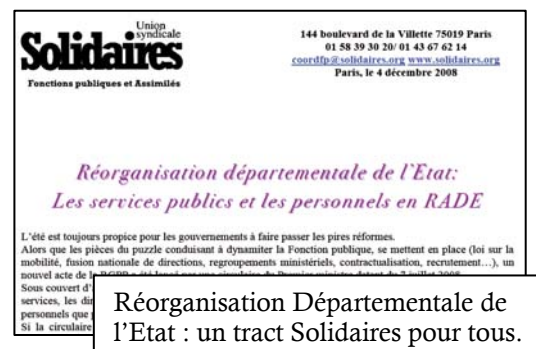 Union
syndicale
Solidaires
Fonctions publiques et Assimilés
144 boulevard de la Villette 75019 Paris
01 58 39 30 20/ 01 43 67 62 14
coordfp@solidaires.org www.solidaires.org
Paris, le 4 décembre 2008
Réorganisation départementale de l'Etat:
Les services publics et les personnels en RADE
L'été est toujours propice pour les gouvernements à faire passer les pires réformes.
Alors que les pièces du puzzle conduisant à dynamiter la Fonction publique, se mettent en place (loi sur la
mobilité, fusion nationale de directions, regroupements ministériels, contractualisation, recrutement…), un
nouvel acte de la RGPP a été lancé par une circulaire du Premier ministre datant du 7 juillet 2008.
Sous couvert d'
services, les
personnels que
Si la circulaire
Réorganisation Départementale de
l'Etat : un tract Solidaires pour tous.